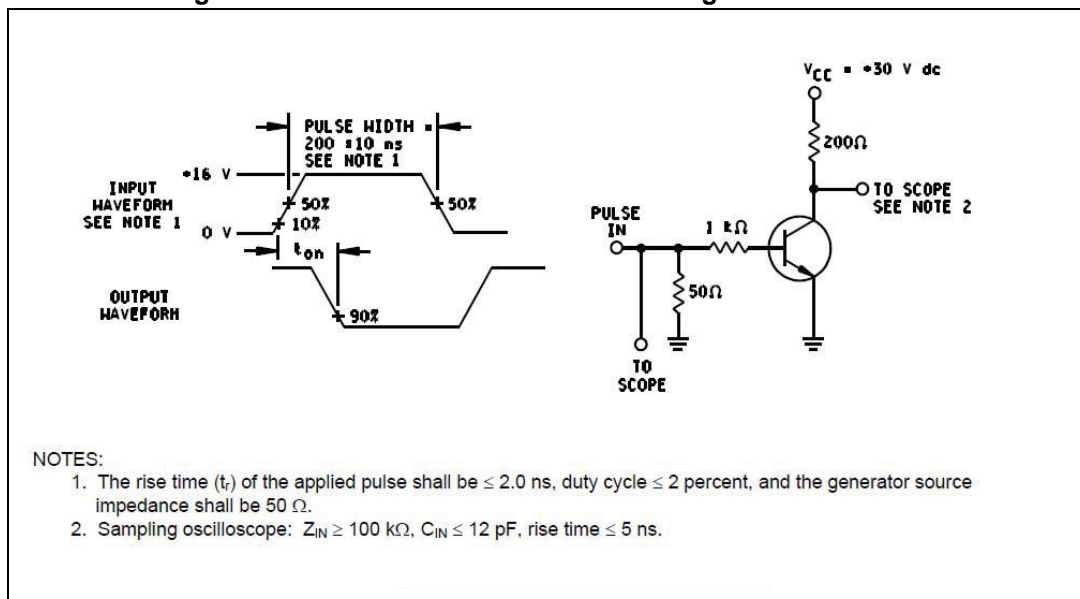 PULSE WIDTH =
200 ±10 ns
SEE NOTE 1
+16 V
INPUT
WAVEFORM
SEE NOTE 1
0 V
50%
10%
50%
ton
OUTPUT
WAVEFORM
90%
VCC = +30 V dc
200Ω
TO SCOPE
SEE NOTE 2
PULSE
IN
1 kΩ
50Ω
TO
SCOPE
NOTES:
1. The rise time (tr) of the applied pulse shall be ≤ 2.0 ns, duty cycle ≤ 2 percent, and the generator source
impedance shall be 50 Ω.
2. Sampling oscilloscope: ZIN ≥ 100 kΩ, CIN ≤ 12 pF, rise time ≤ 5 ns.